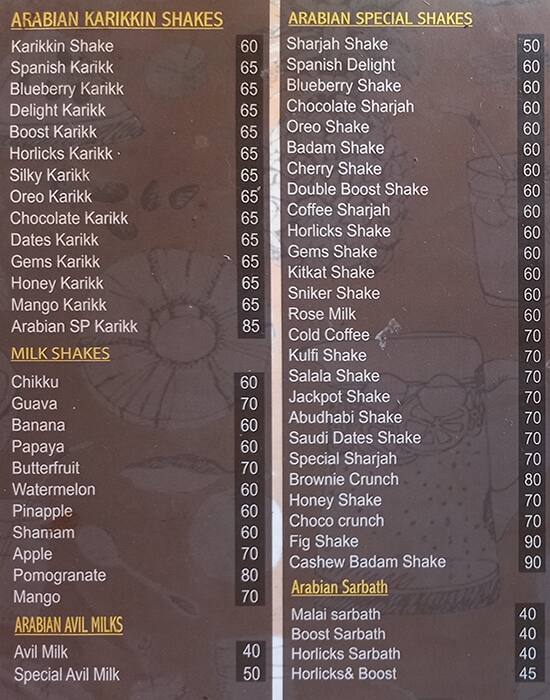 ARABIAN KARIKKIN SHAKES
Karikkin Shake 60
Spanish Karikk 65
Blueberry Karikk 65
Delight Karikk 65
Boost Karikk 65
Horlicks Karikk 65
Silky Karikk 65
Oreo Karikk 65
Chocolate Karikk 65
Dates Karikk 65
Gems Karikk 65
Honey Karikk 65
Mango Karikk 65
Arabian SP Karikk 85
MILK SHAKES
Chikku 60
Guava 70
Banana 60
Papaya 60
Butterfruit 70
Watermelon 60
Pinapple 60
Shamam 60
Apple 70
Pomogranate 80
Mango 70
ARABIAN AVIL MILKS
Avil Milk 40
Special Avil Milk 50
ARABIAN SPECIAL SHAKES
Sharjah Shake 50
Spanish Delight 60
Blueberry Shake 60
Chocolate Sharjah 60
Oreo Shake 60
Badam Shake 60
Cherry Shake 60
Double Boost Shake 60
Coffee Sharjah 60
Horlicks Shake 60
Gems Shake 60
Kitkat Shake 60
Sniker Shake 60
Rose Milk 60
Cold Coffee 70
Kulfi Shake 70
Salala Shake 70
Jackpot Shake 70
Abudhabi Shake 70
Saudi Dates Shake 70
Special Sharjah 70
Brownie Crunch 80
Honey Shake 70
Choco crunch 70
Fig Shake 90
Cashew Badam Shake 90
Arabian Sarbath
Malai sarbath 40
Boost Sarbath 40
Horlicks Sarbath 40
Horlicks& Boost 45